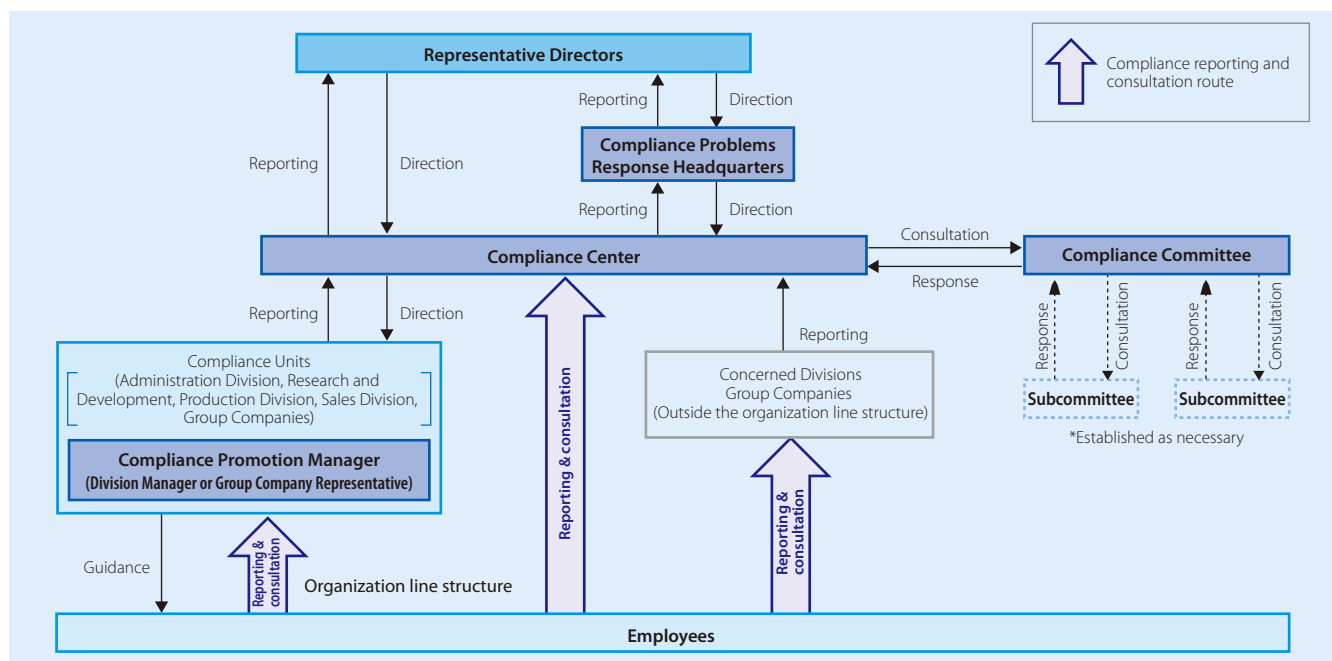 Representative Directors
Compliance reporting and
consultation route
Reporting
Direction
Reporting
Direction
Compliance Problems
Response Headquarters
Reporting
Direction
Compliance Center
Consultation
Response
Compliance Committee
Reporting
Direction
Response
Consultation
Response
Consultation
Subcommittee
Subcommittee
*Established as necessary
Compliance Units
(Administration Division, Research and
Development, Production Division, Sales Division,
Group Companies)
Compliance Promotion Manager
(Division Manager or Group Company Representative)
Reporting & consultation
Reporting
Concerned Divisions
Group Companies
(Outside the organization line structure)
Reporting &
consultation
Guidance
Reporting &
consultation
Organization line structure
Employees